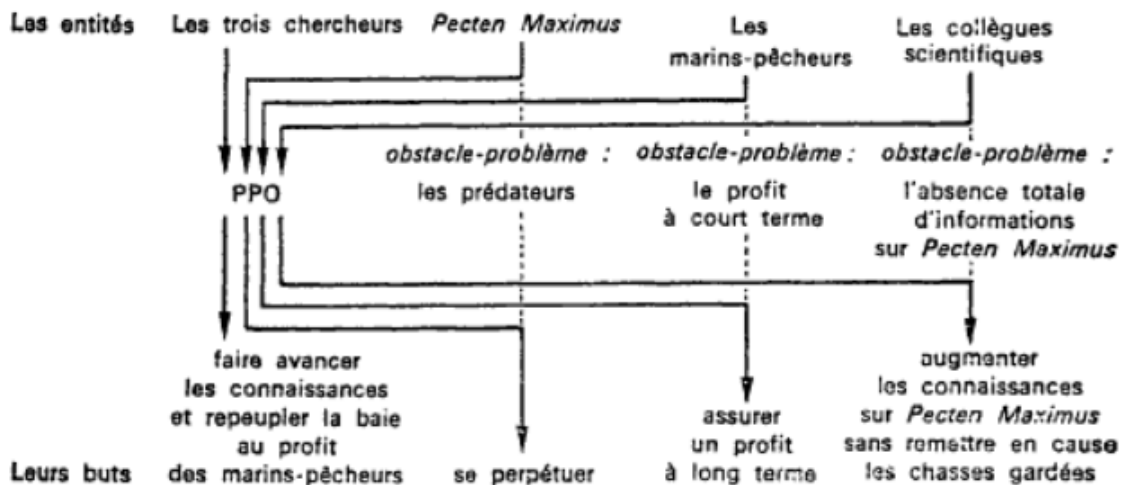 Les entités Les trois chercheurs Pecten Maximus Les marins-pêcheurs Les collègues scientifiques
obstacle-problème : obstacle-problème : obstacle-problème :
PPO
les prédateurs
le profit
à court terme
l'absence totale
d'informations
sur Pecten Maximus
Leurs buts
faire avancer
les connaissances
et repeupler la baie
au profit
des marins-pêcheurs
se perpétuer
assurer
un profit
à long terme
augmenter
les connaissances
sur Pecten Maximus
sans remettre en cause
les chasses gardées